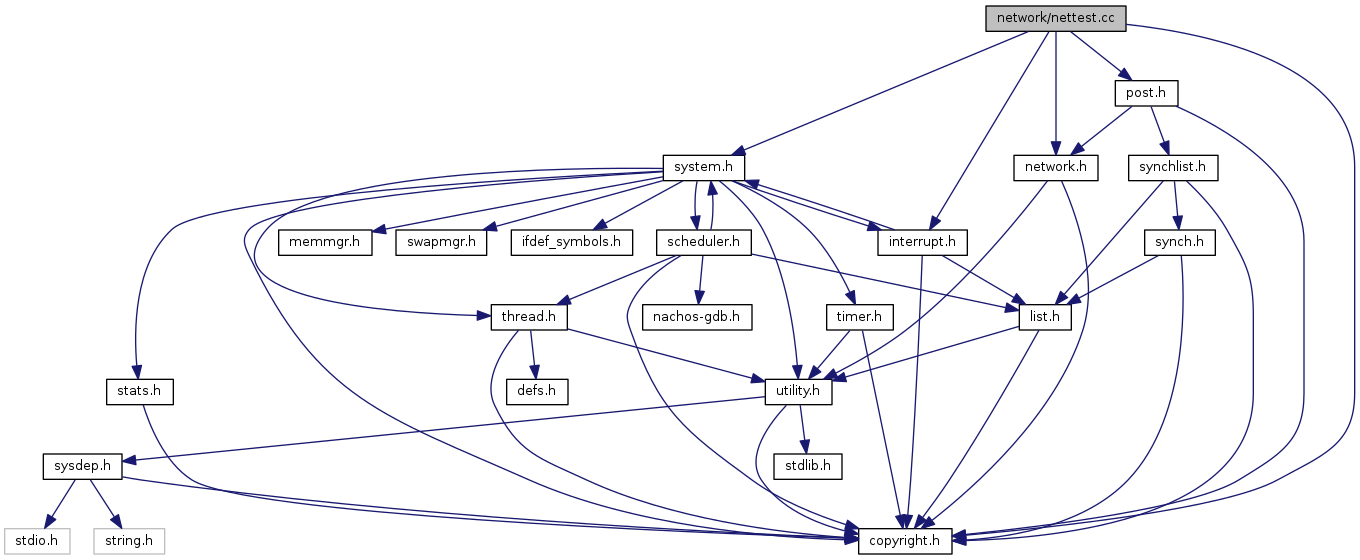 network/nettest.cc
post.h
system.h
network.h
synchlist.h
memmgr.h
swapmgr.h
ifdef_symbols.h
scheduler.h
interrupt.h
synch.h
thread.h
nachos-gdb.h
timer.h
list.h
stats.h
defs.h
utility.h
sysdep.h
stdlib.h
stdio.h
string.h
copyright.h